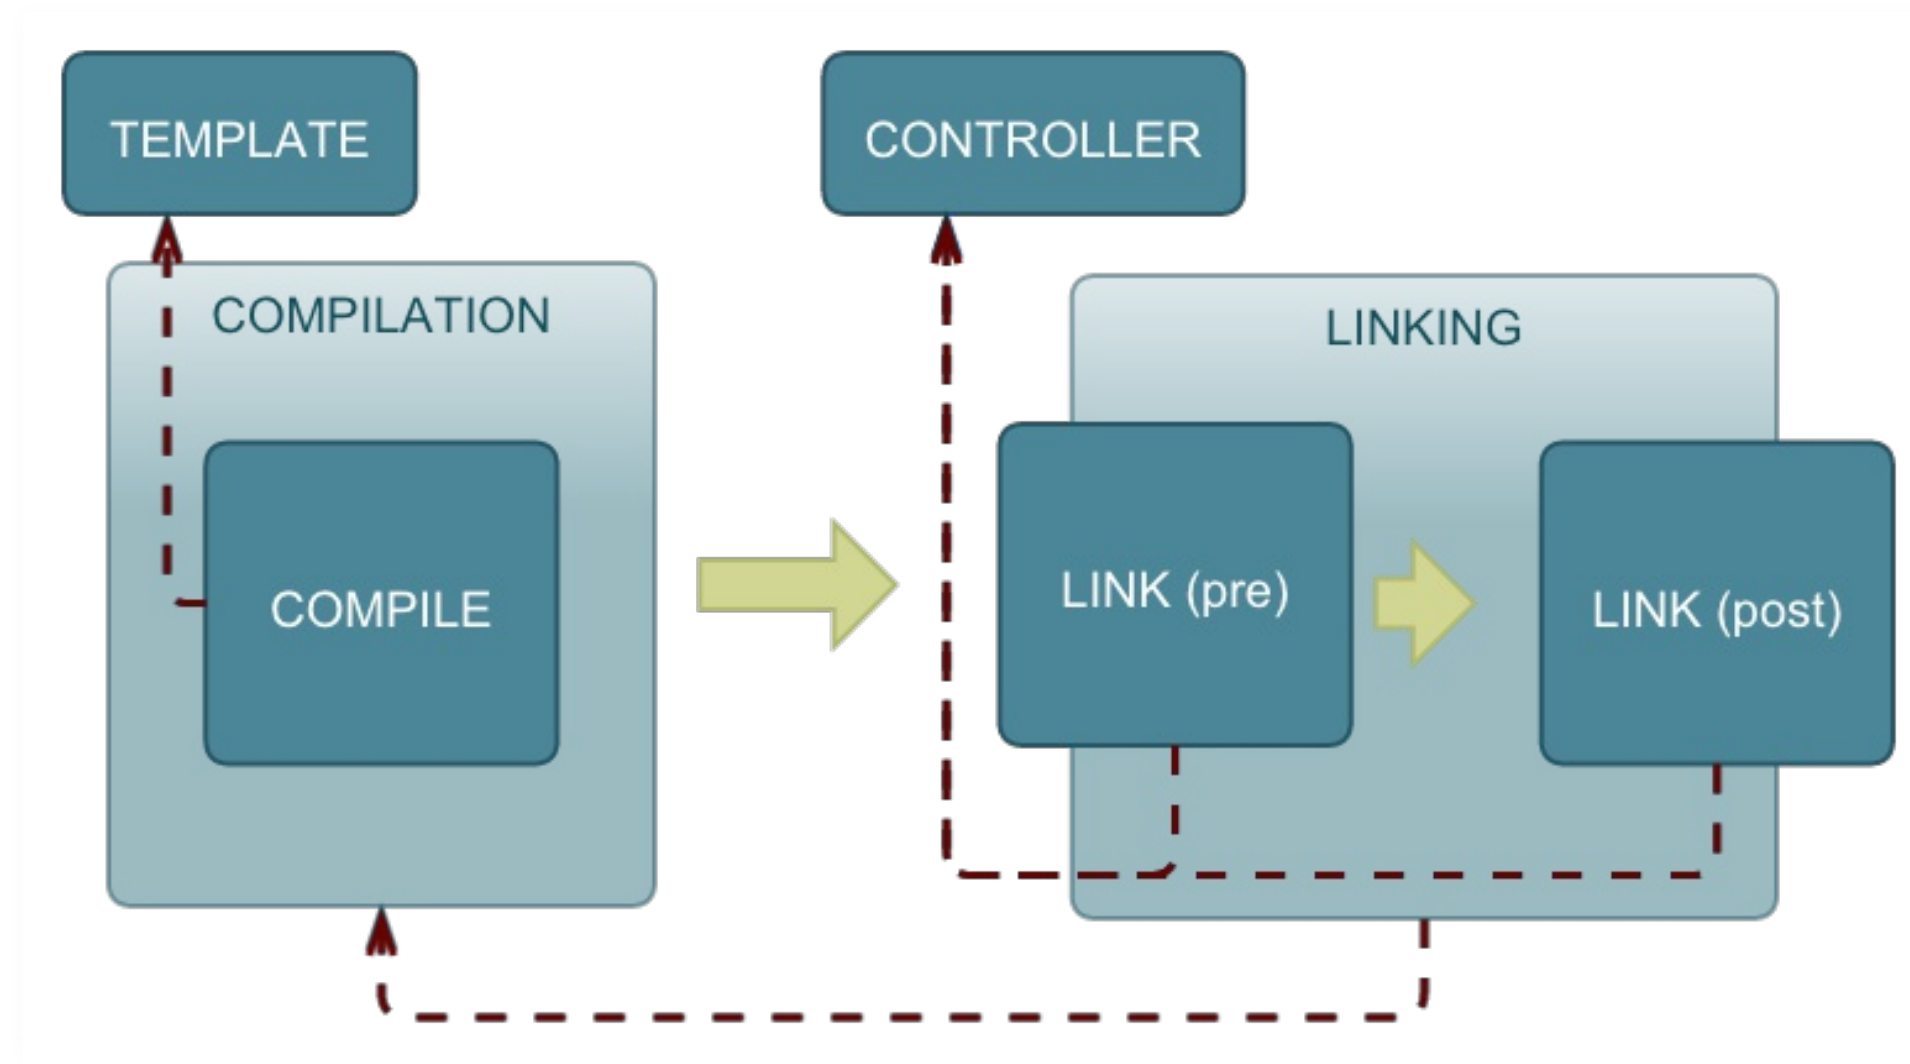 TEMPLATE
CONTROLLER
COMPILATION
LINKING
COMPILE
LINK (pre)
LINK (post)